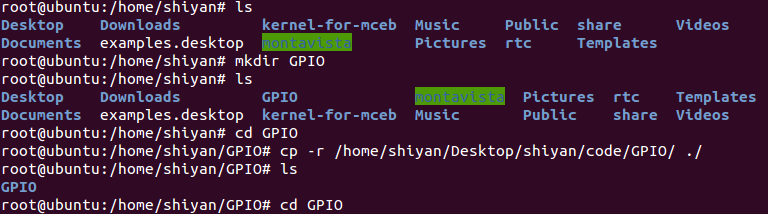 root@ubuntu:/home/shiyan# ls
Desktop Downloads kernel-for-mceb Music Public share Videos
Documents examples.desktop montavista Pictures rtc Templates
root@ubuntu:/home/shiyan# mkdir GPIO
root@ubuntu:/home/shiyan# ls
Desktop Downloads GPIO montavista Pictures rtc Templates
Documents examples.desktop kernel-for-mceb Music Public share Videos
root@ubuntu:/home/shiyan# cd GPIO
root@ubuntu:/home/shiyan/GPIO# cp -r /home/shiyan/Desktop/shiyan/code/GPIO/ ./
root@ubuntu:/home/shiyan/GPIO# ls
GPIO
root@ubuntu:/home/shiyan/GPIO# cd GPIO